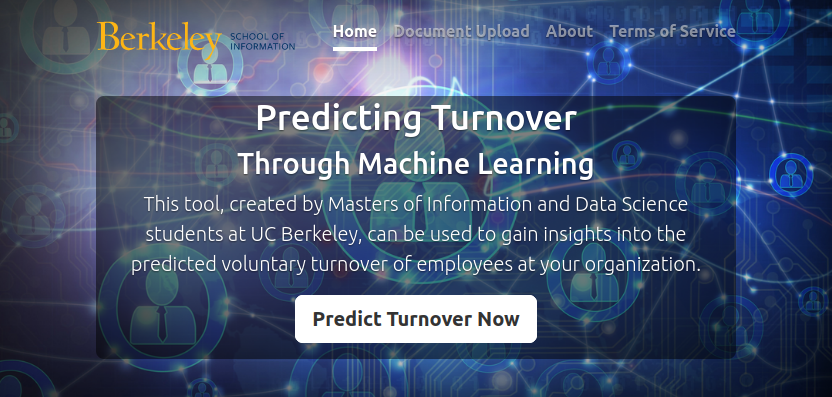 Berkeley SCHOOL OF
INFORMATION
Home Document Upload About Terms of Service
Predicting Turnover
Through Machine Learning
This tool, created by Masters of Information and Data Science
students at UC Berkeley, can be used to gain insights into the
predicted voluntary turnover of employees at your organization.
Predict Turnover Now